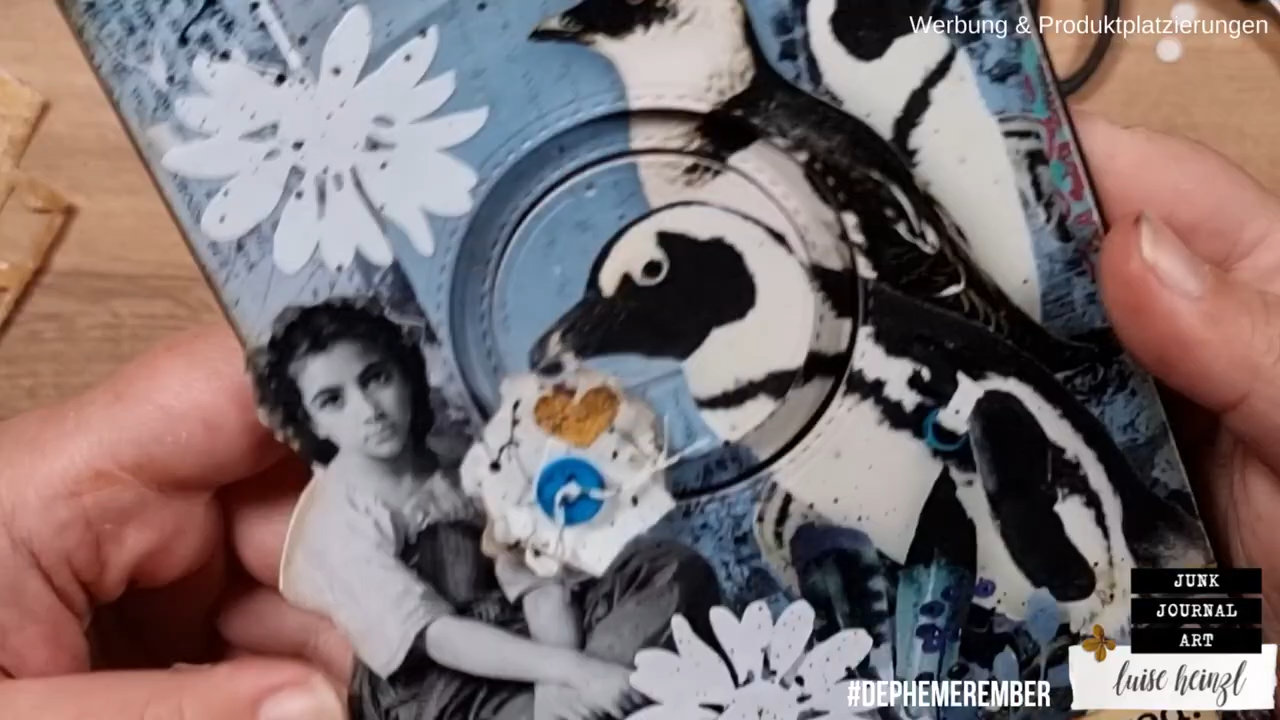 Werbung & Produktplatzierungen
JUNK
JOURNAL
ART
#DEPHEMEREMBER
luise heinzl